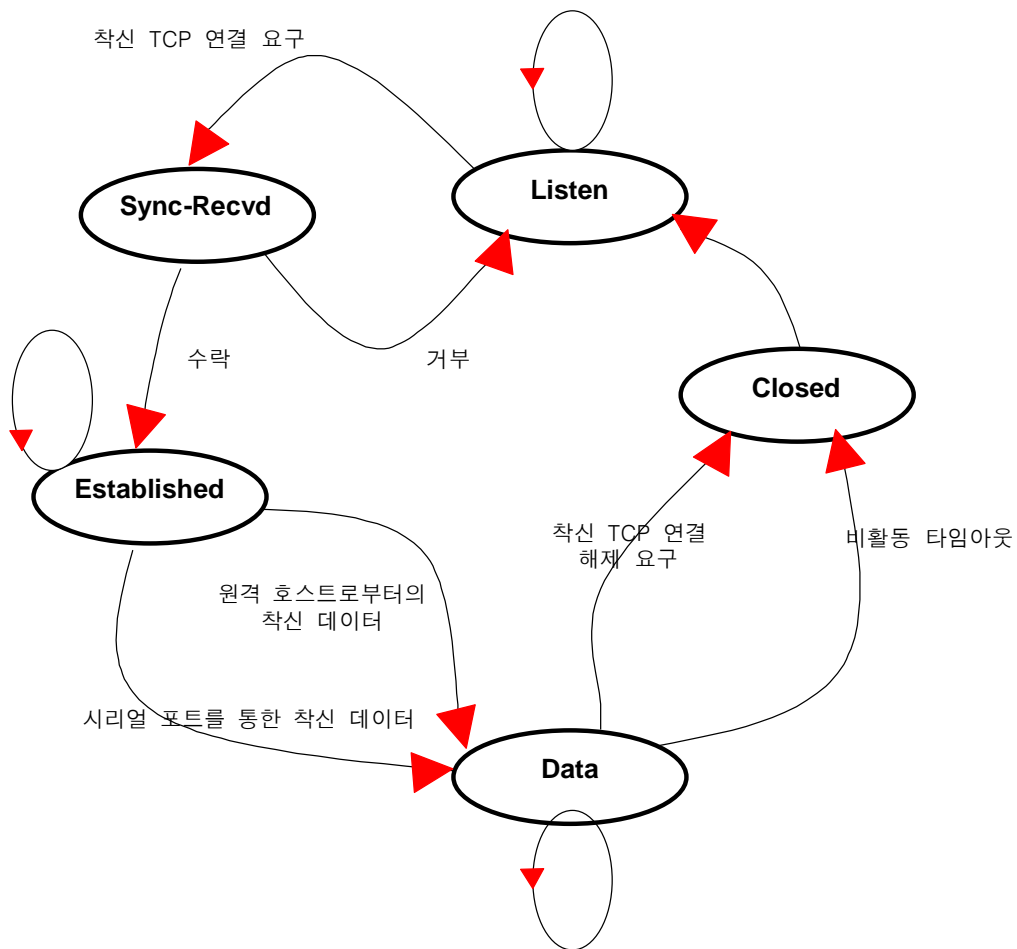 착신 TCP 연결 요구
Listen
Sync-Recvd
수락
거부
Closed
Established
착신 TCP 연결
해제 요구
비활동 타임아웃
원격 호스트로부터의
착신 데이터
시리얼 포트를 통한 착신 데이터
Data